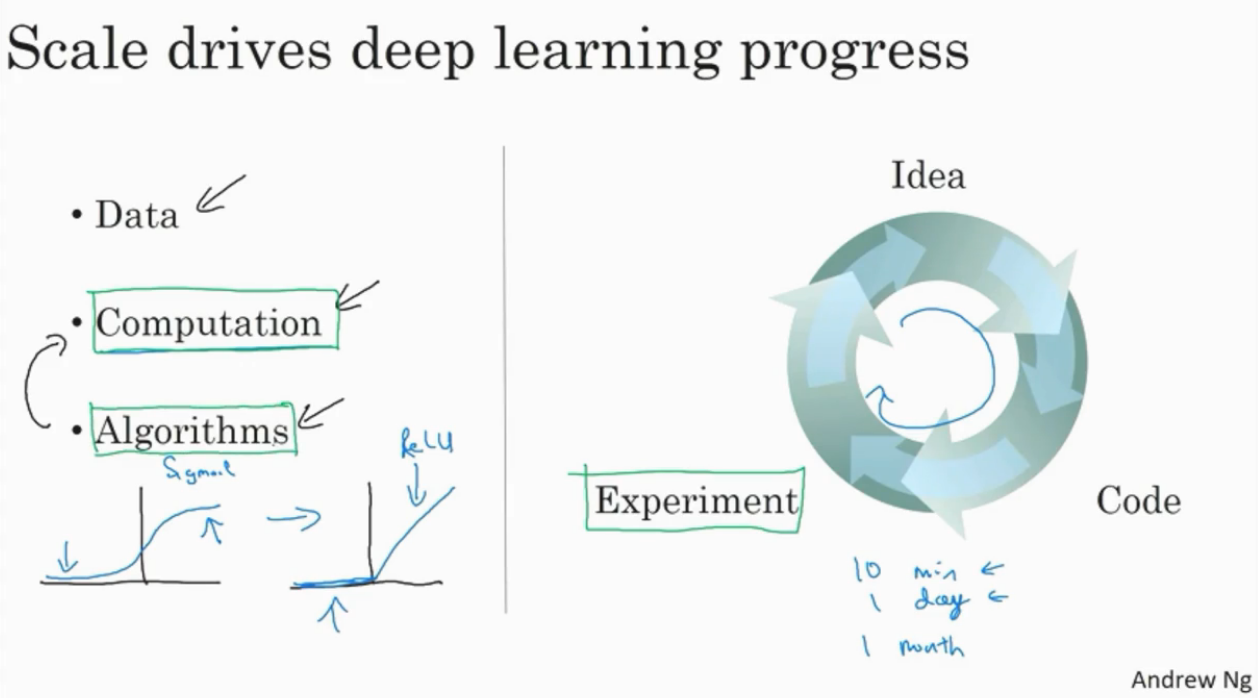 Scale drives deep learning progress
• Data
• Computation
• Algorithms
ReLU
Idea
Experiment
Code
10 min ←
1 day ←
1 month
Andrew Ng